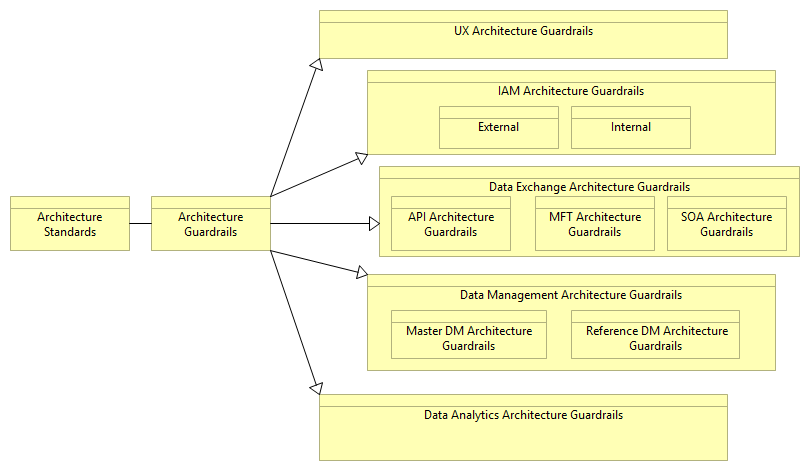 UX Architecture Guardrails
IAM Architecture Guardrails
External
Internal
Data Exchange Architecture Guardrails
API Architecture
Guardrails
MFT Architecture
Guardrails
SOA Architecture
Guardrails
Architecture
Standards
Architecture
Guardrails
Data Management Architecture Guardrails
Master DM Architecture
Guardrails
Reference DM Architecture
Guardrails
Data Analytics Architecture Guardrails